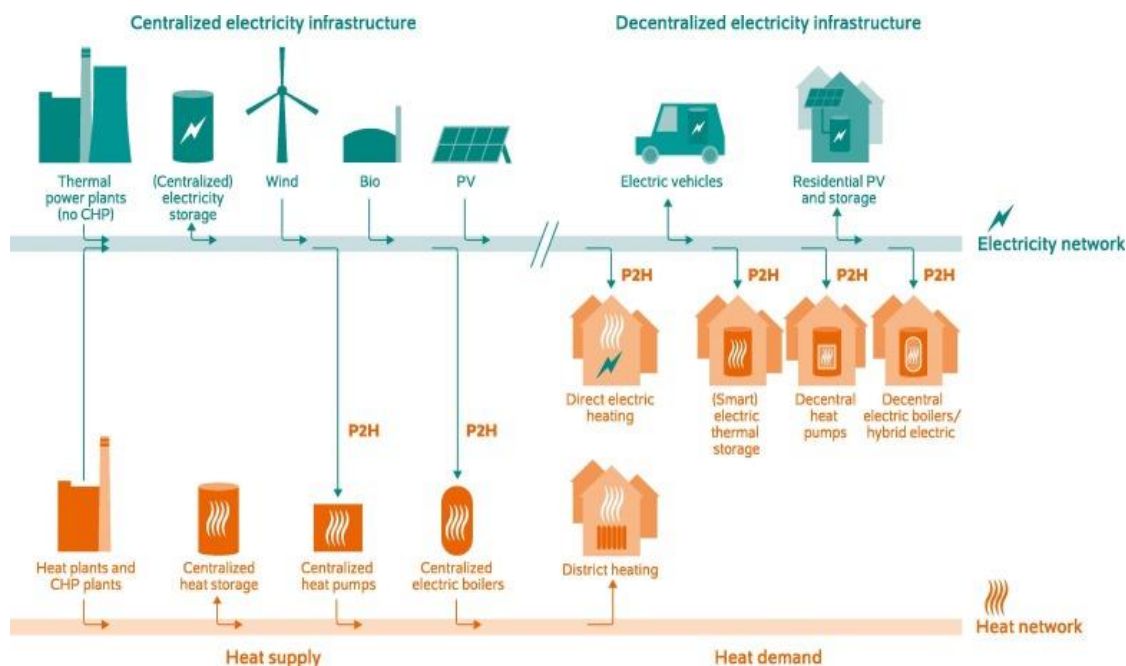 Centralized electricity infrastructure
Decentralized electricity infrastructure
Thermal
power plants
(no CHP)
(Centralized)
electricity
storage
Wind
Bio
PV
Electric vehicles
Residential PV
and storage
Electricity network
P2H
P2H
P2H
P2H
Direct electric
heating
(Smart)
electric
thermal
storage
Decentral
heat
pumps
Decentral
electric boilers/
hybrid electric
P2H
P2H
Heat plants and
CHP plants
Centralized
heat storage
Centralized
heat pumps
Centralized
electric boilers
District heating
Heat network
Heat supply
Heat demand